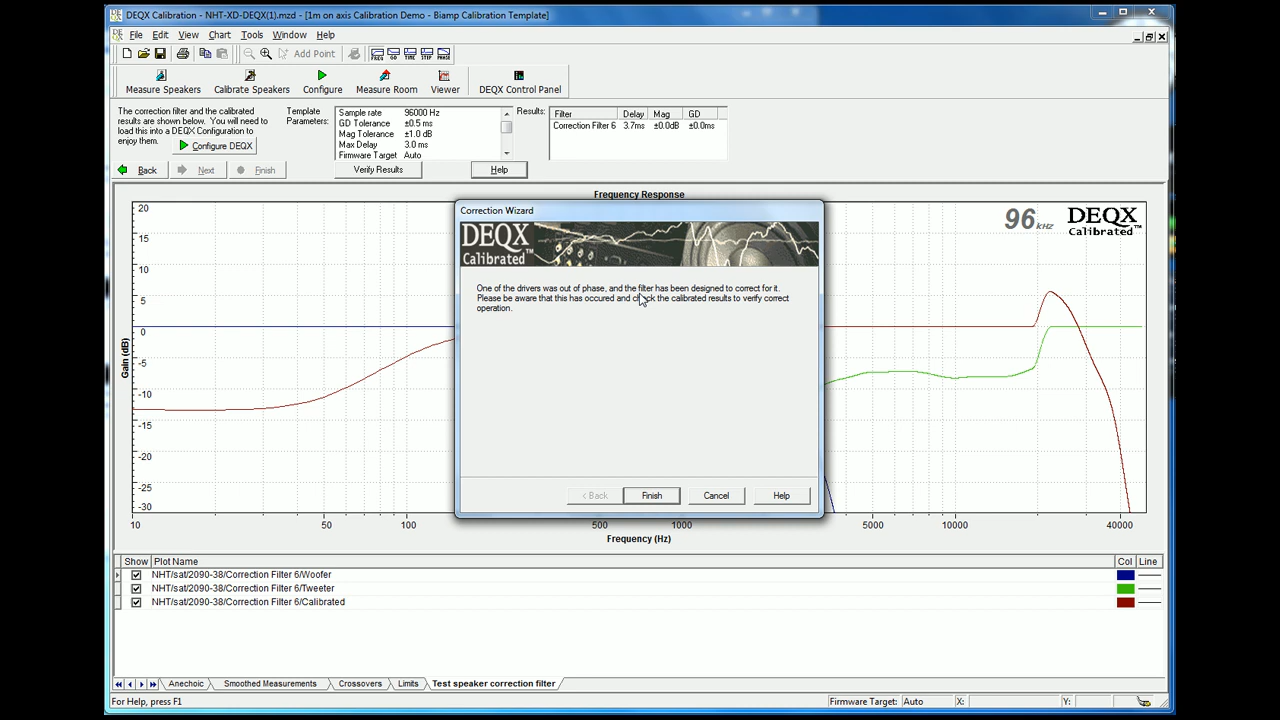 DEQX Calibration - NHT-XD-DEQX(1).mzd - [1m on axis Calibration Demo - Biamp Calibration Template]
File Edit View Chart Tools Window Help
Add Point FREQ GD TIME STEP PHASE
Measure Speakers Calibrate Speakers Configure Measure Room Viewer DEQX Control Panel
The correction filter and the calibrated
results are shown below. You will need to
load this into a DEQX Configuration to
enjoy them.
Configure DEQX
Template
Parameters:
Sample rate 96000 Hz
GD Tolerance ±0.5 ms
Mag Tolerance ±1.0 dB
Max Delay 3.0 ms
Firmware Target Auto
Results:
Filter Delay Mag GD
Correction Filter 6 3.7ms ±0.0dB ±0.0ms
Back Next Finish Verify Results Help
Frequency Response
96 kHz
DEQX
Calibrated™
Correction Wizard
DEQX
Calibrated™
One of the drivers was out of phase, and the filter has been designed to correct for it.
Please be aware that this has occured and check the calibrated results to verify correct
operation.
< Back Finish Cancel Help
Gain (dB)
20
15
10
5
0
-5
-10
-15
-20
-25
-30
10 50 100 500 1000 5000 10000 40000
Frequency (Hz)
Show Plot Name Col Line
NHT/sat/2090-38/Correction Filter 6/Woofer
NHT/sat/2090-38/Correction Filter 6/Tweeter
NHT/sat/2090-38/Correction Filter 6/Calibrated
Anechoic Smoothed Measurements Crossovers Limits Test speaker correction filter
For Help, press F1 Firmware Target: Auto X: Y: